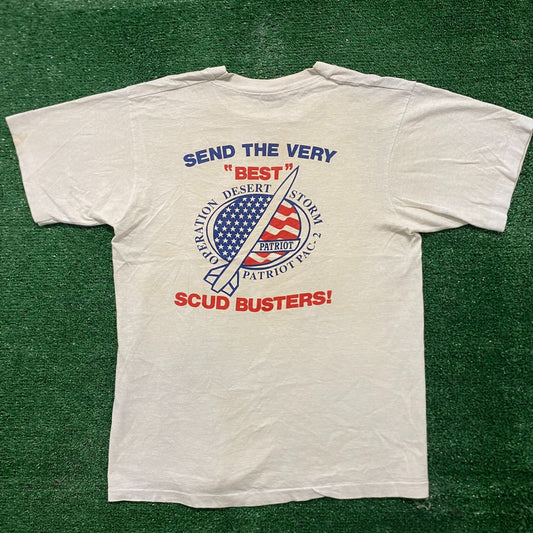 SEND THE VERY
"BEST"
OPERATION DESERT STORM
PATRIOT
PATRIOT PAC-2
SCUD BUSTERS!